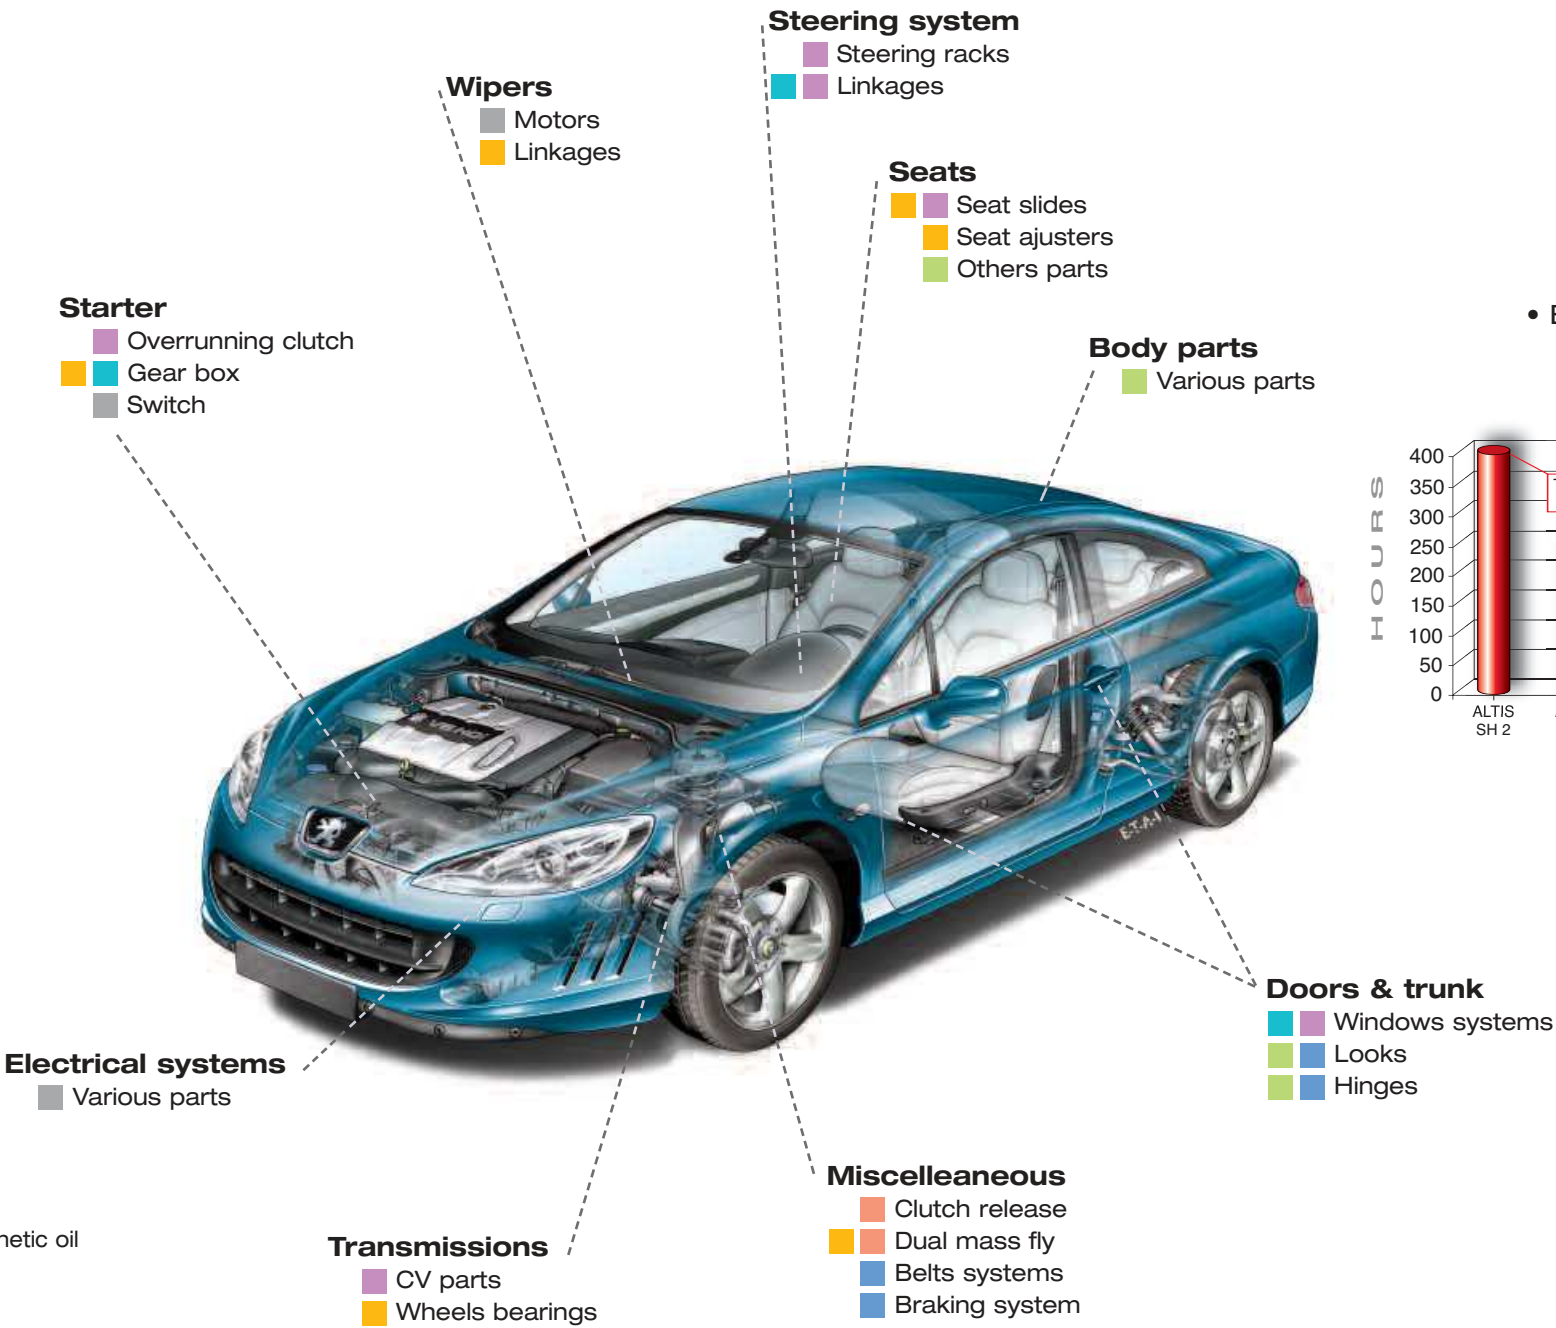 Steering system
Steering racks
Linkages
Wipers
Motors
Linkages
Seats
Seat slides
Seat ajusters
Others parts
Starter
Overrunning clutch
Gear box
Switch
Body parts
Various parts
•
HOURS
400
350
300
250
200
150
100
50
0
ALTIS
SH 2
E.T.A.I
Doors & trunk
Windows systems
Looks
Hinges
Electrical systems
Various parts
Miscelleaneous
Clutch release
Dual mass fly
Belts systems
Braking system
oil
Transmissions
CV parts
Wheels bearings